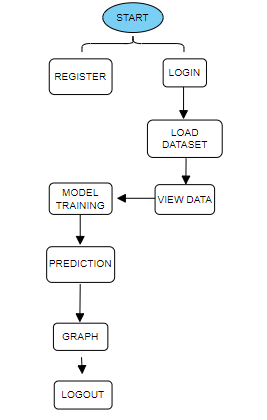 START
REGISTER
LOGIN
LOAD
DATASET
MODEL
TRAINING
VIEW DATA
PREDICTION
GRAPH
LOGOUT